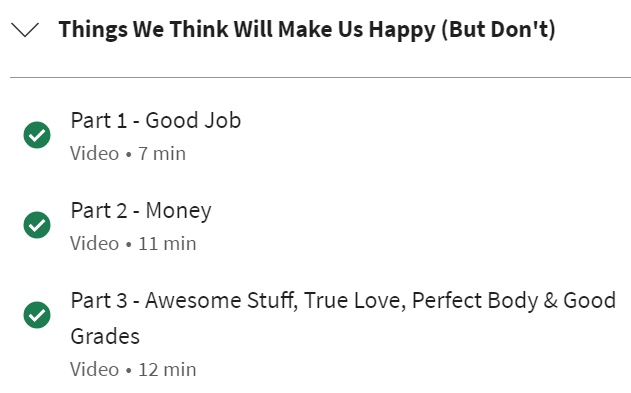 Things We Think Will Make Us Happy (But Don't)
Part 1 - Good Job
Video • 7 min
Part 2 - Money
Video • 11 min
Part 3 - Awesome Stuff, True Love, Perfect Body & Good
Grades
Video • 12 min